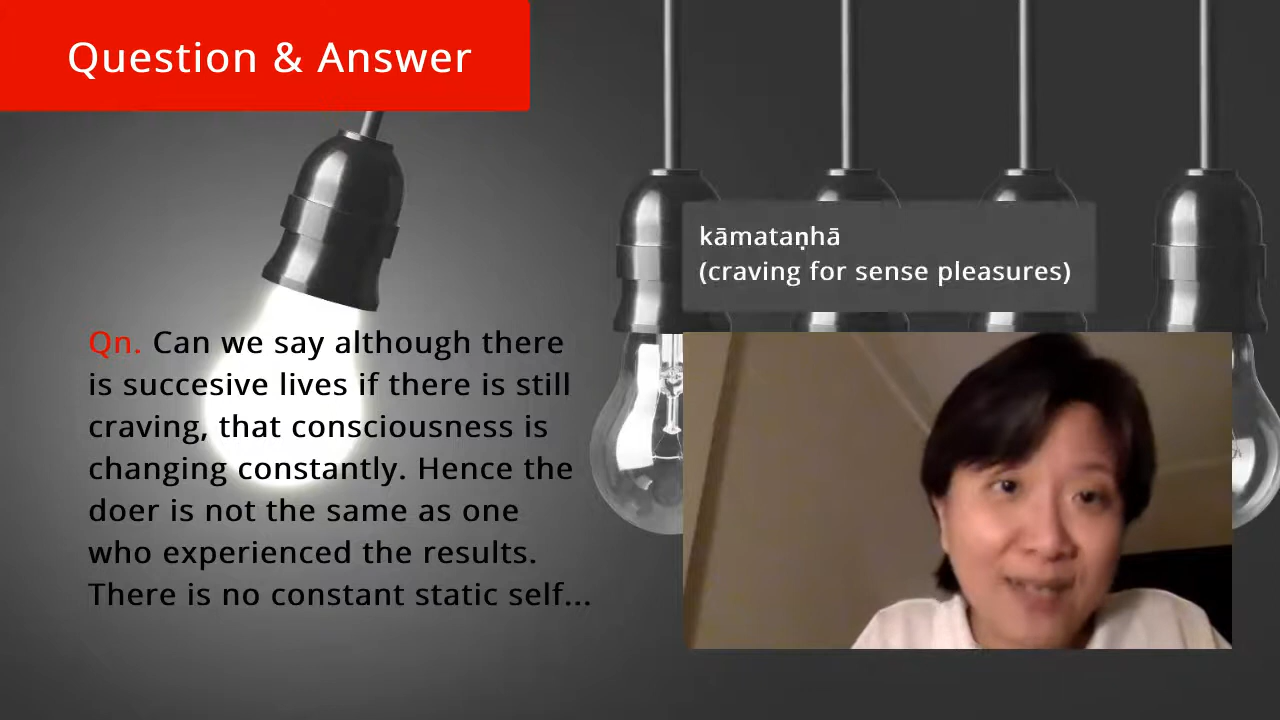 Question & Answer
kāmataṇhā
(craving for sense pleasures)
Qn. Can we say although there
is succesive lives if there is still
craving, that consciousness is
changing constantly. Hence the
doer is not the same as one
who experienced the results.
There is no constant static self...